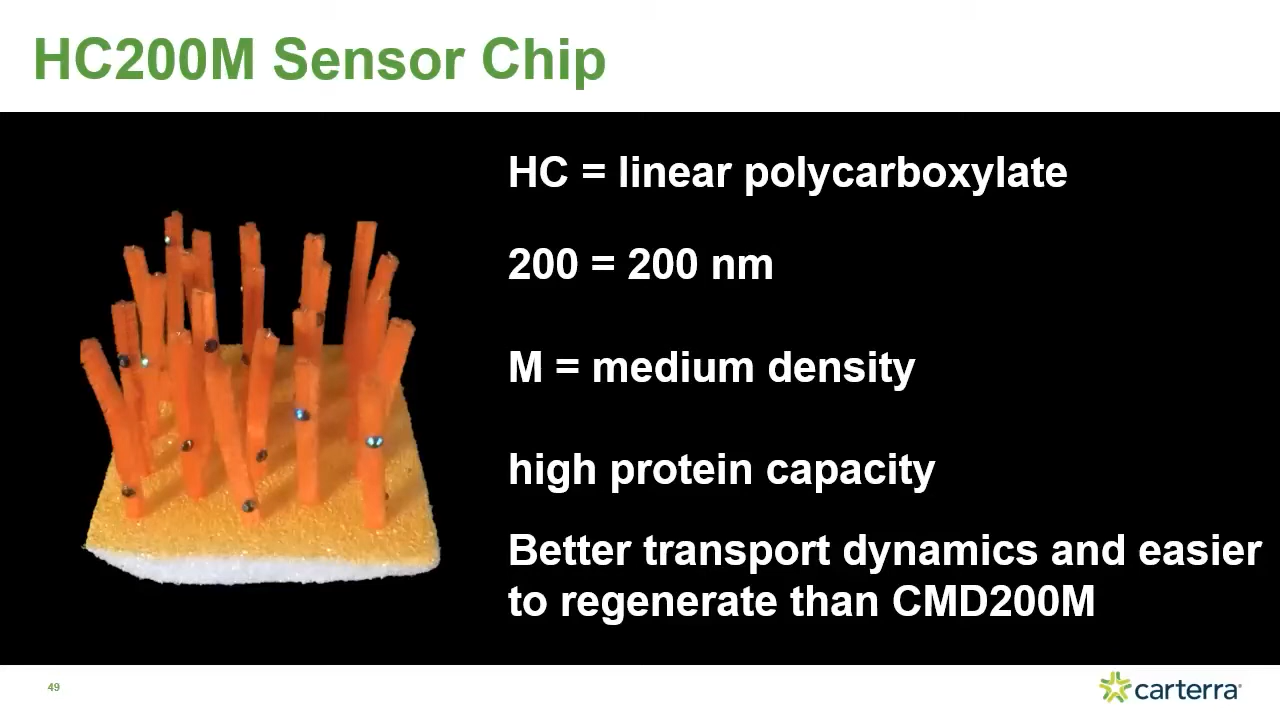 HC200M Sensor Chip
HC = linear polycarboxylate
200 = 200 nm
M = medium density
high protein capacity
Better transport dynamics and easier
to regenerate than CMD200M
49
carterra